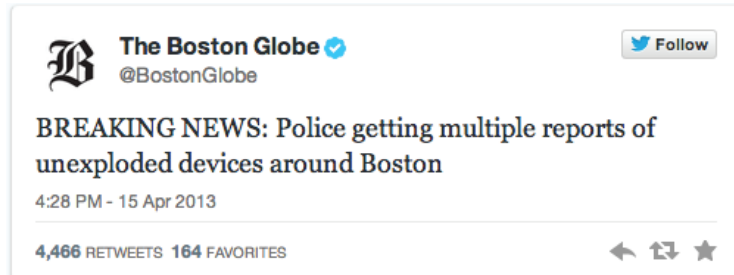 The Boston Globe
@BostonGlobe
Follow
BREAKING NEWS: Police getting multiple reports of
unexploded devices around Boston
4:28 PM - 15 Apr 2013
4,466 RETWEETS 164 FAVORITES